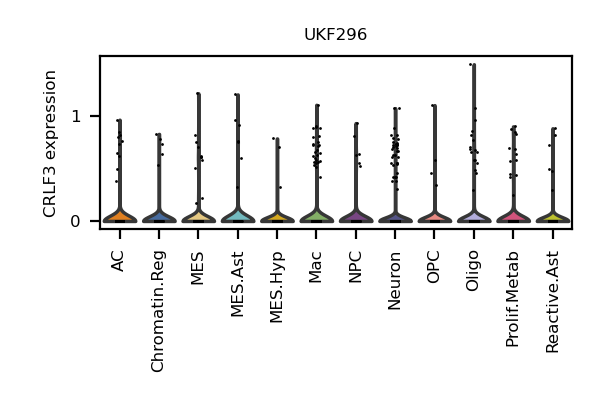 UKF296
CRLF3 expression
1
0
AC
Chromatin.Reg
MES
MES.Ast
MES.Hyp
Mac
NPC
Neuron
OPC
Oligo
Prolif.Metab
Reactive.Ast